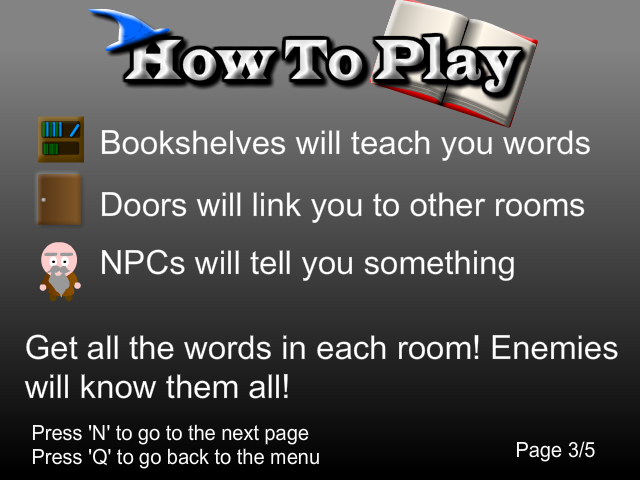 How To Play
Bookshelves will teach you words
Doors will link you to other rooms
NPCs will tell you something
Get all the words in each room! Enemies
will know them all!
Press 'N' to go to the next page
Press 'Q' to go back to the menu
Page 3/5